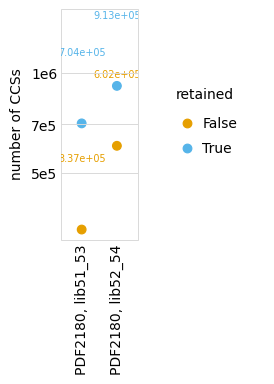 9.13e+05
7.04e+05
1e6
6.02e+05
retained
False
True
7e5
3.37e+05
5e5
number of CCSs
PDF2180, lib51_53
PDF2180, lib52_54